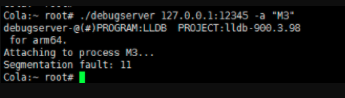 Cola:~ root# ./debugserver 127.0.0.1:12345 -a "M3"
debugserver-@(#)PROGRAM:LLDB  PROJECT:lldb-900.3.98
 for arm64.
Attaching to process M3...
Segmentation fault: 11
Cola:~ root#